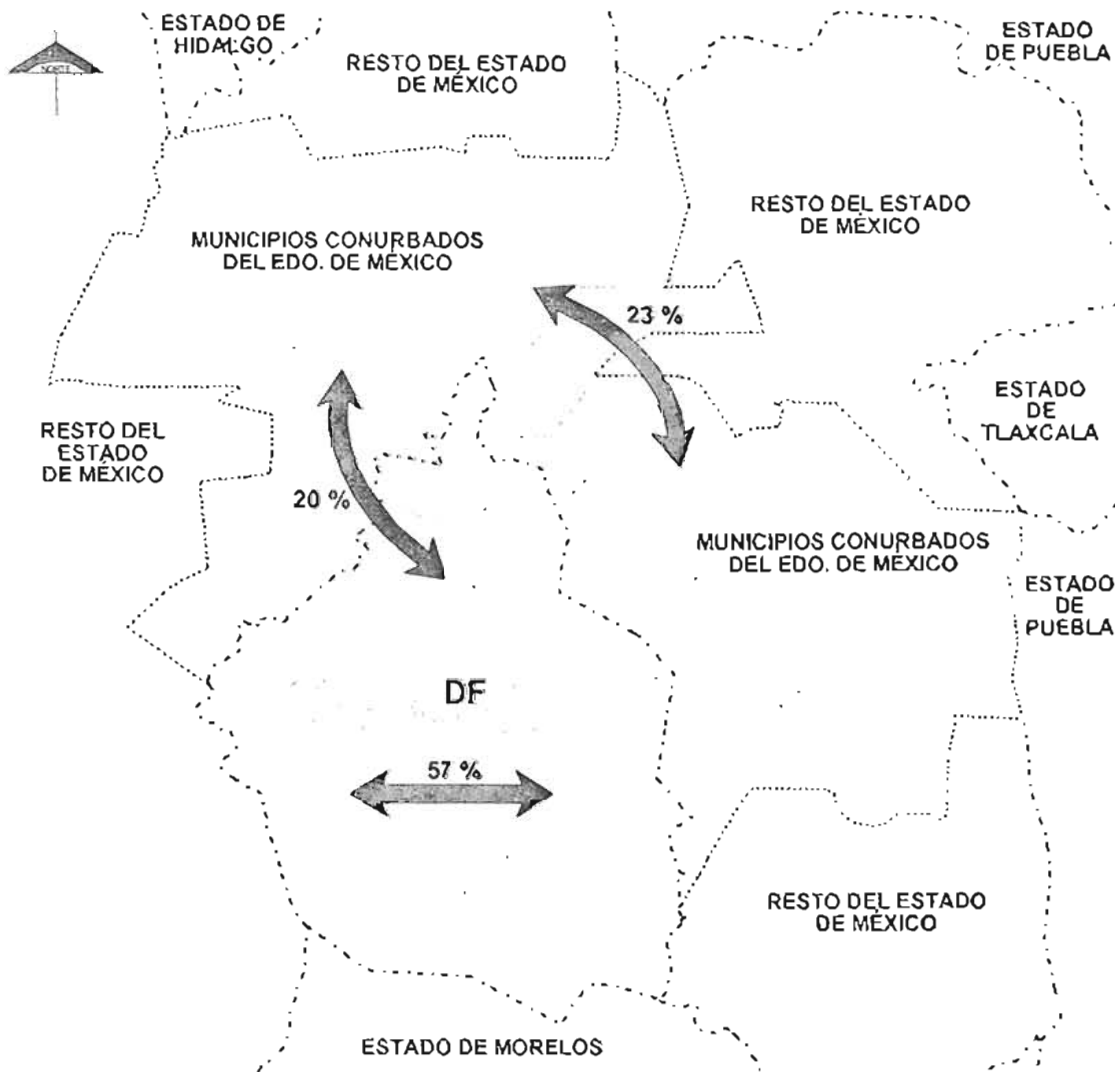 ESTADO DE
HIDALGO
RESTO DEL ESTADO
DE MÉXICO
ESTADO
DE PUEBLA
NORTE
RESTO DEL ESTADO
DE MÉXICO
MUNICIPIOS CONURBADOS
DEL EDO. DE MÉXICO
23 %
RESTO DEL
ESTADO
DE MÉXICO
ESTADO
DE
TLAXCALA
20 %
MUNICIPIOS CONURBADOS
DEL EDO. DE MÉXICO
ESTADO
DE
PUEBLA
DF
57 %
RESTO DEL ESTADO
DE MÉXICO
ESTADO DE MORELOS